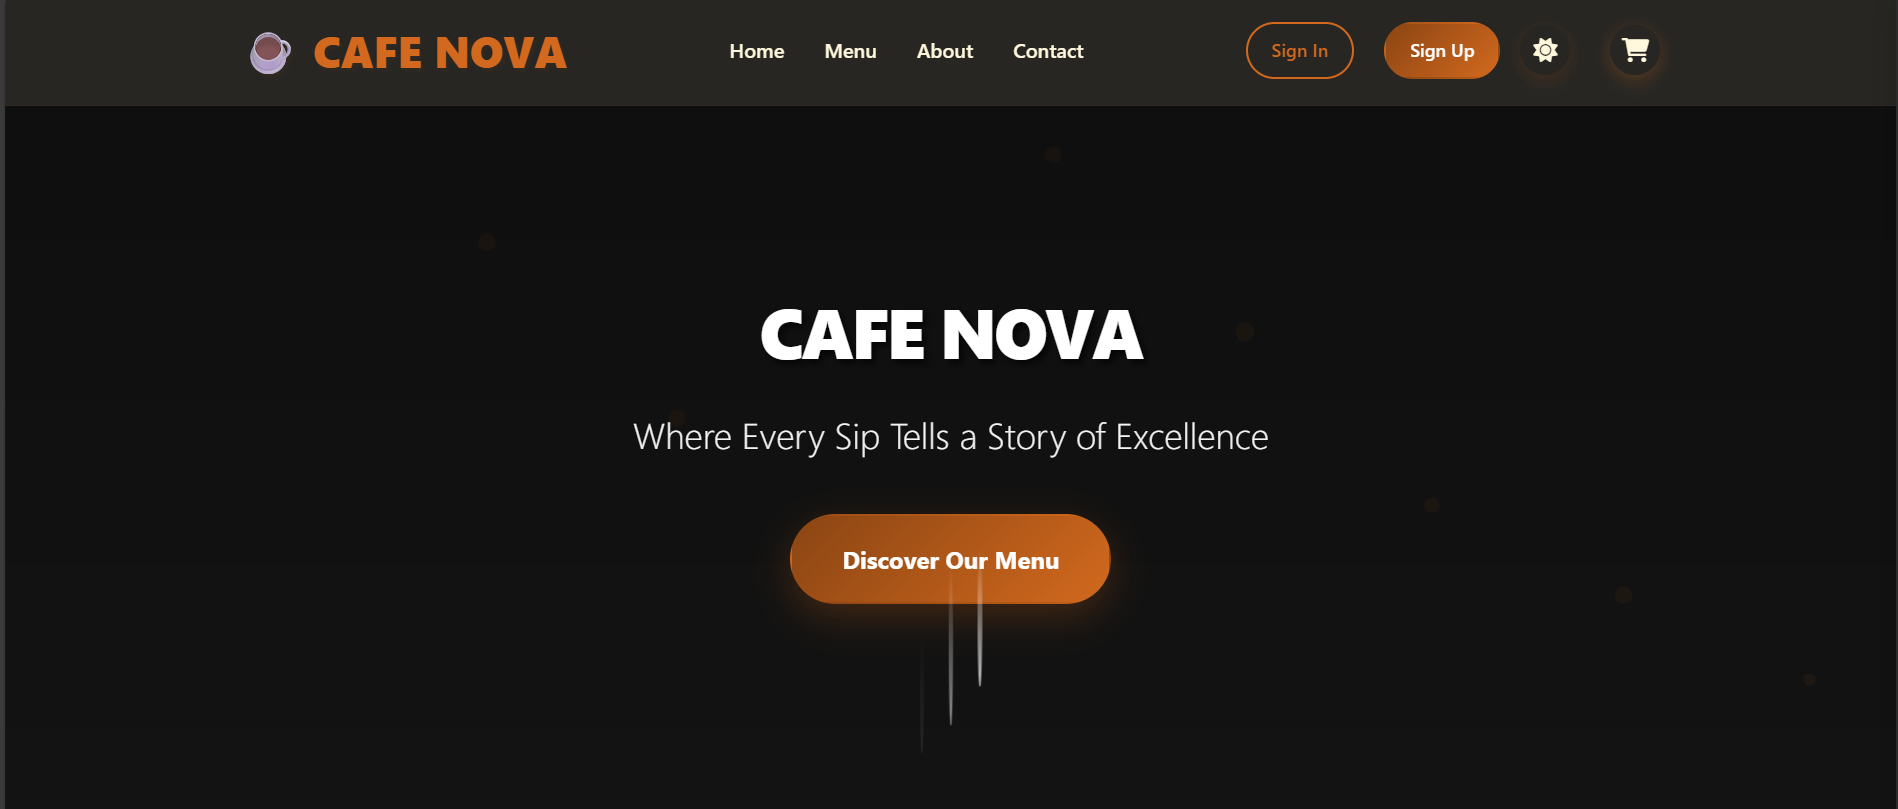 CAFE NOVA
Home
Menu
About
Contact
Sign In
Sign Up
CAFE NOVA
Where Every Sip Tells a Story of Excellence
Discover Our Menu